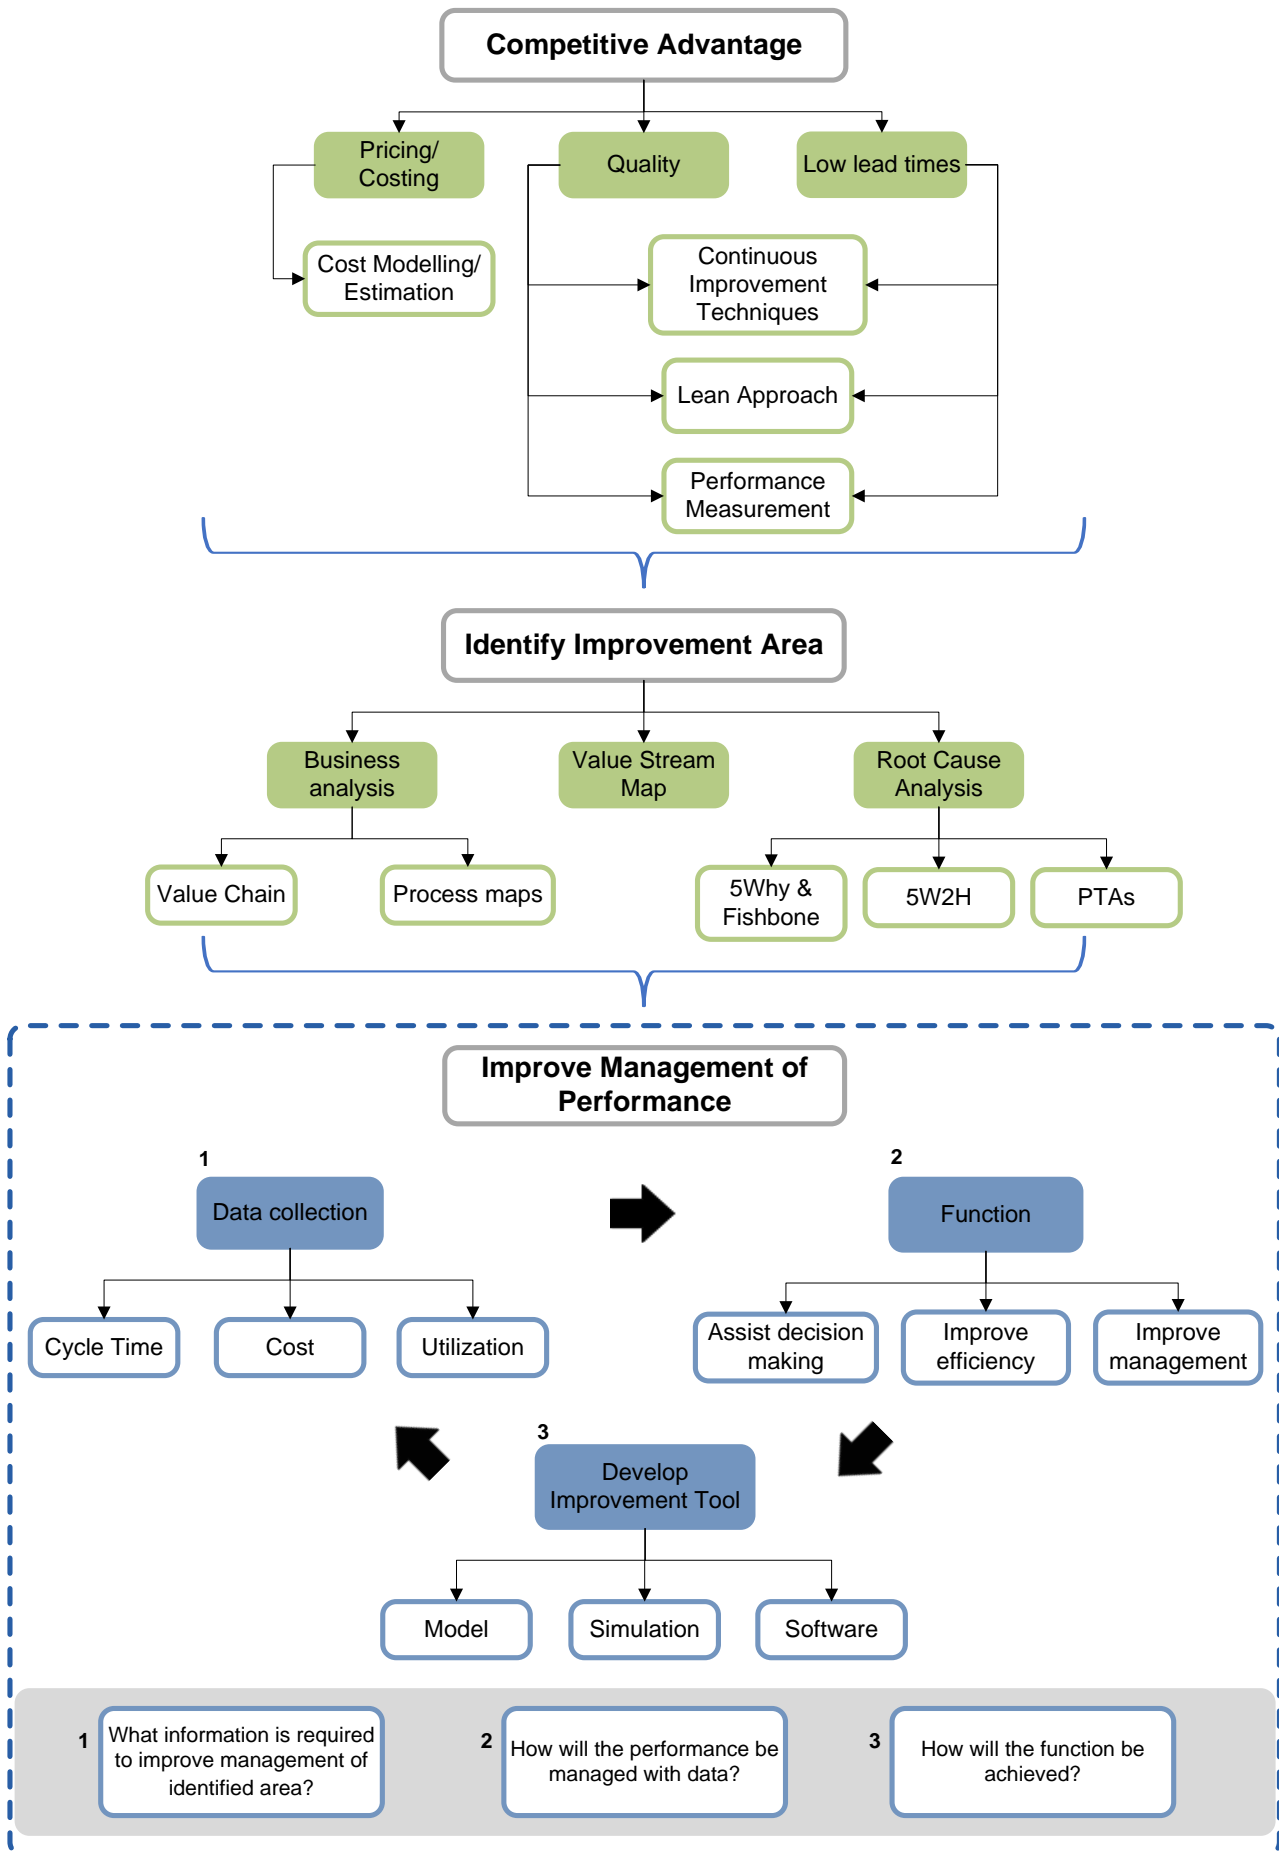 Competitive Advantage
Pricing/
Costing
Quality
Low lead times
Cost Modelling/
Estimation
Continuous
Improvement
Techniques
Lean Approach
Performance
Measurement
Identify Improvement Area
Business
analysis
Value Stream
Map
Root Cause
Analysis
Value Chain
Process maps
5Why &
Fishbone
5W2H
PTAs
Improve Management of
Performance
1
Data collection
2
Function
Cycle Time
Cost
Utilization
Assist decision
making
Improve
efficiency
Improve
management
3
Develop
Improvement Tool
Model
Simulation
Software
1
What information is required
to improve management of
identified area?
2
How will the performance be
managed with data?
3
How will the function be
achieved?